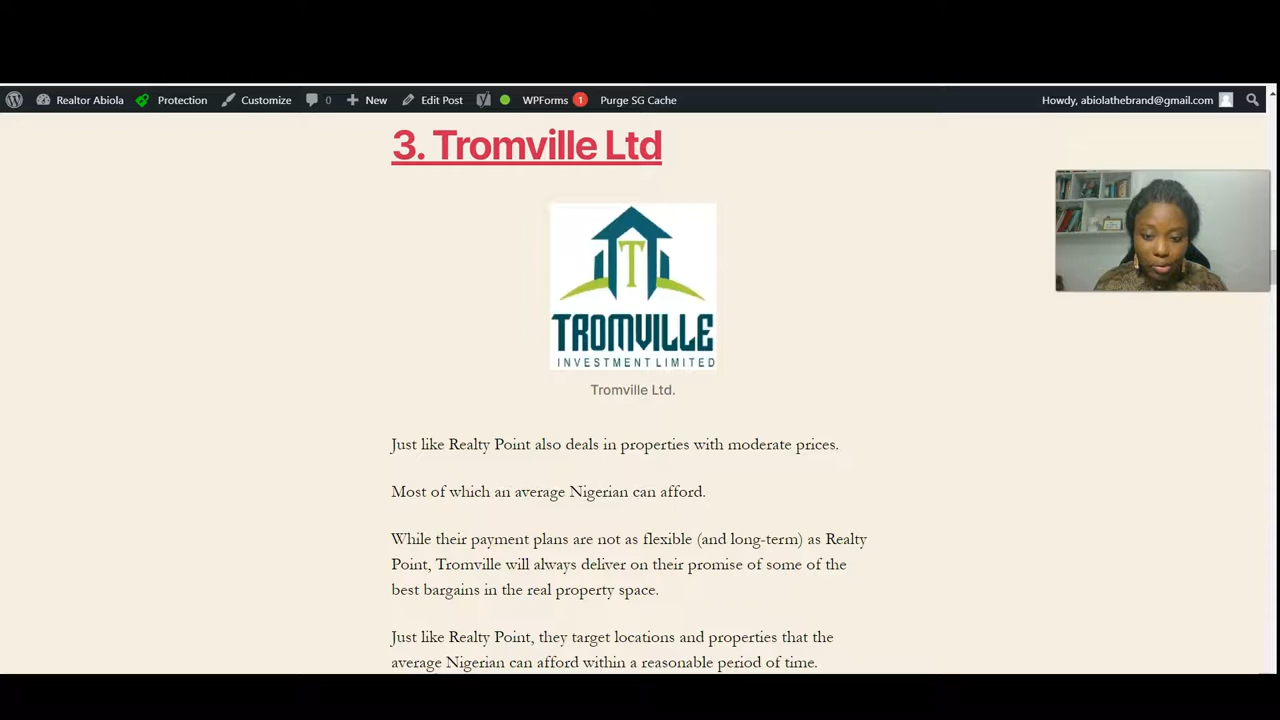 Realtor Abiola Protection Customize 0 New Edit Post WPForms 1 Purge SG Cache Howdy, abiolathebrand@gmail.com
3. Tromville Ltd
T
TROMVILLE
INVESTMENT LIMITED
Tromville Ltd.
Just like Realty Point also deals in properties with moderate prices.
Most of which an average Nigerian can afford.
While their payment plans are not as flexible (and long-term) as Realty
Point, Tromville will always deliver on their promise of some of the
best bargains in the real property space.
Just like Realty Point, they target locations and properties that the
average Nigerian can afford within a reasonable period of time.